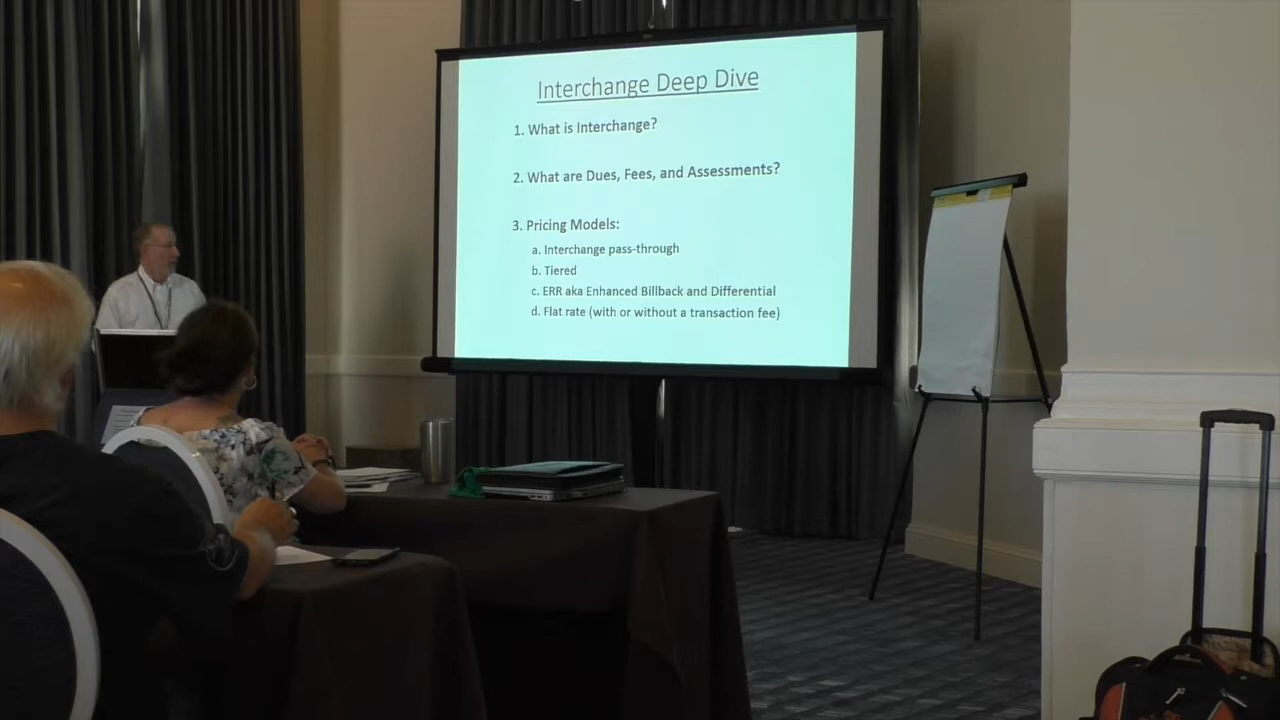 Interchange Deep Dive
1. What is Interchange?
2. What are Dues, Fees, and Assessments?
3. Pricing Models:
a. Interchange pass-through
b. Tiered
c. ERR aka Enhanced Billback and Differential
d. Flat rate (with or without a transaction fee)